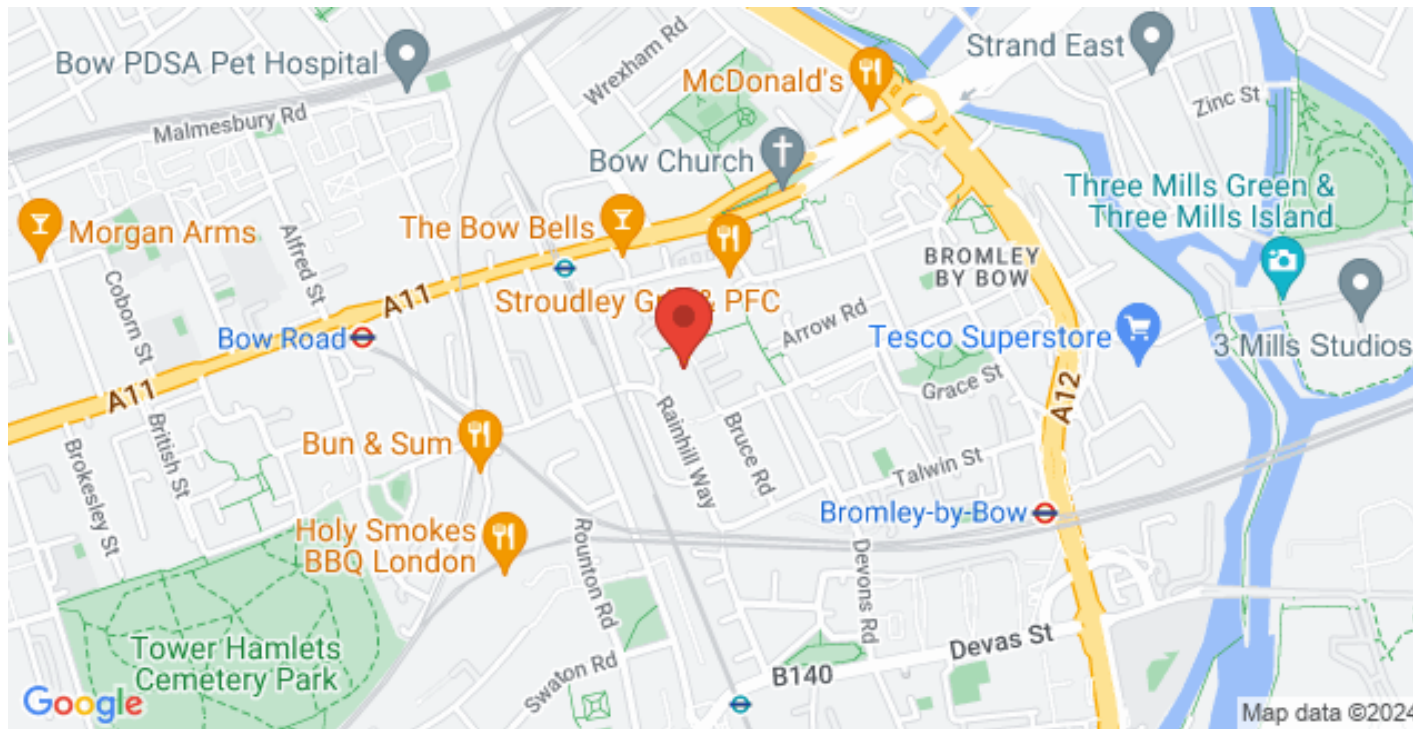 Wrexham Rd
Strand East
Bow PDSA Pet Hospital
McDonald's
Zinc St
Malmesbury Rd
Bow Church
Three Mills Green &
Three Mills Island
Morgan Arms
The Bow Bells
Alfred St
BROMLEY
BY BOW
Coborn St
A11
Stroudley & PFC
Arrow Rd
Bow Road
Tesco Superstore
3 Mills Studios
A11
Grace St
A12
British St
Rainhill Way
Bruce Rd
Bun & Sum
Brokesley St
Talwin St
Bromley-by-Bow
Holy Smokes
BBQ London
Rounton Rd
Devons Rd
Tower Hamlets
Cemetery Park
Devas St
Swaton Rd
B140
Google
Map data ©2024